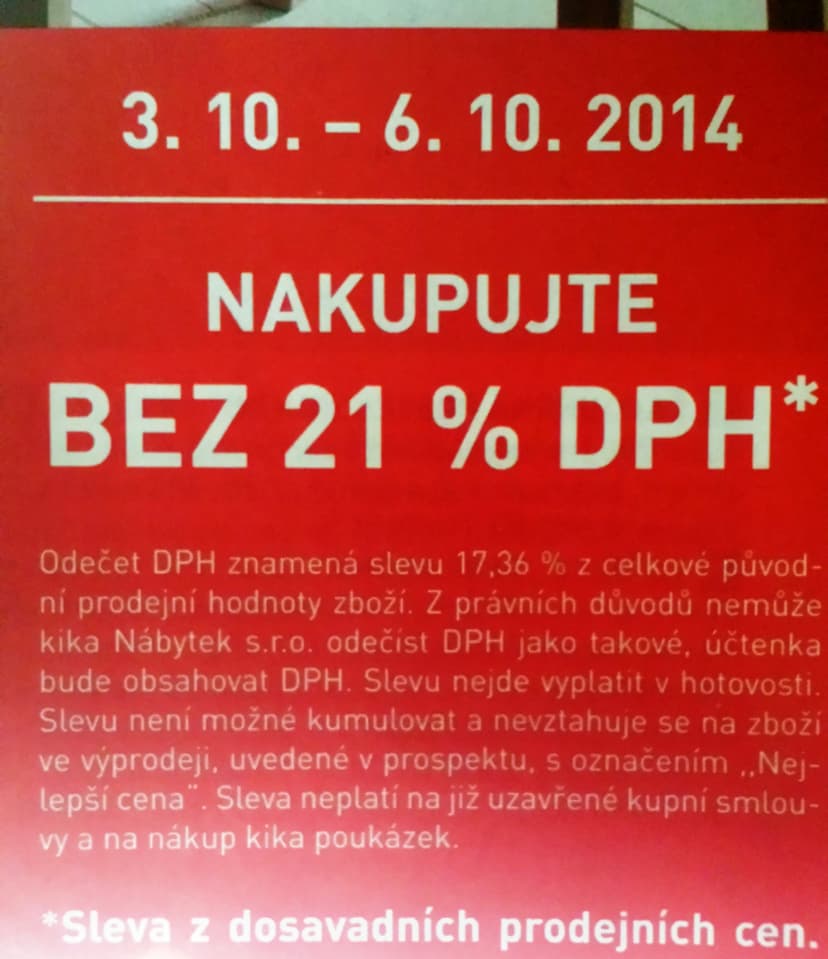 3. 10. – 6. 10. 2014
NAKUPUJTE
BEZ 21 % DPH*
Odečet DPH znamená slevu 17,36 % z celkové původ-
ní prodejní hodnoty zboží. Z právních důvodů nemůže
kika Nábytek s.r.o. odečíst DPH jako takové, účtenka
bude obsahovat DPH. Slevu nejde vyplatit v hotovosti.
Slevu není možné kumulovat a nevztahuje se na zboží
ve výprodeji, uvedené v prospektu, s označením ,,Nej-
lepší cena¨. Sleva neplatí na již uzavřené kupní smlou-
vy a na nákup kika poukázek.
*Sleva z dosavadních prodejních cen.